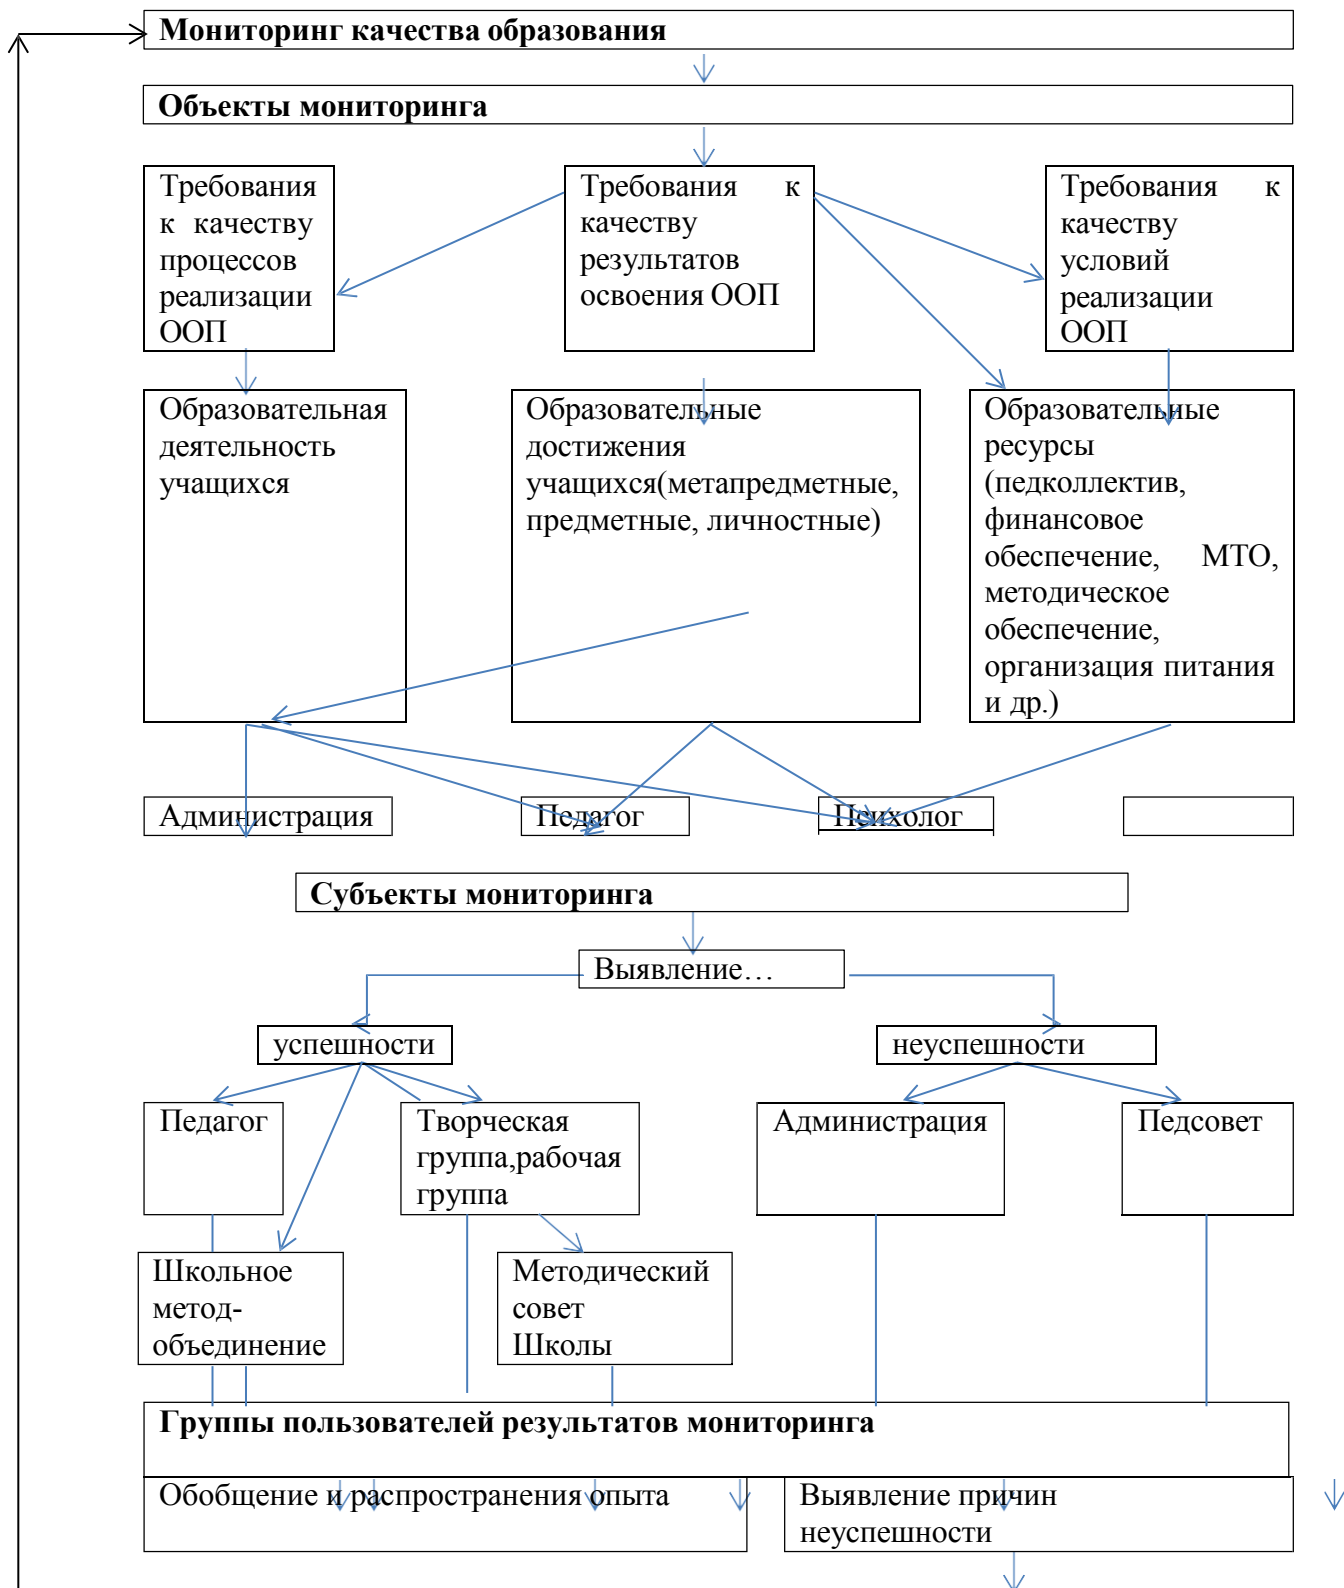 Мониторинг качества образования
Объекты мониторинга
Требования
к качеству
процессов
реализации
ООП
Требования к
качеству
результатов
освоения ООП
Требования к
качеству
условий
реализации
ООП
Образовательная
деятельность
учащихся
Образовательные
достижения
учащихся(метапредметные,
предметные, личностные)
Образовательные
ресурсы
(педколлектив,
финансовое
обеспечение, МТО,
методическое
обеспечение,
организация питания
и др.)
Администрация
Педагог
Психолог
Субъекты мониторинга
Выявление…
успешности
неуспешности
Педагог
Творческая
группа,рабочая
группа
Администрация
Педсовет
Школьное
метод-
объединение
Методический
совет
Школы
Группы пользователей результатов мониторинга
Обобщение и распространения опыта
Выявление причин
неуспешности